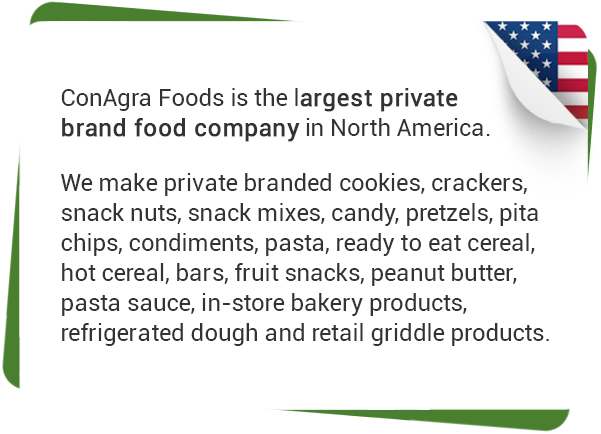 ConAgra Foods is the largest private
brand food company in North America.
We make private branded cookies, crackers,
snack nuts, snack mixes, candy, pretzels, pita
chips, condiments, pasta, ready to eat cereal,
hot cereal, bars, fruit snacks, peanut butter,
pasta sauce, in-store bakery products,
refrigerated dough and retail griddle products.